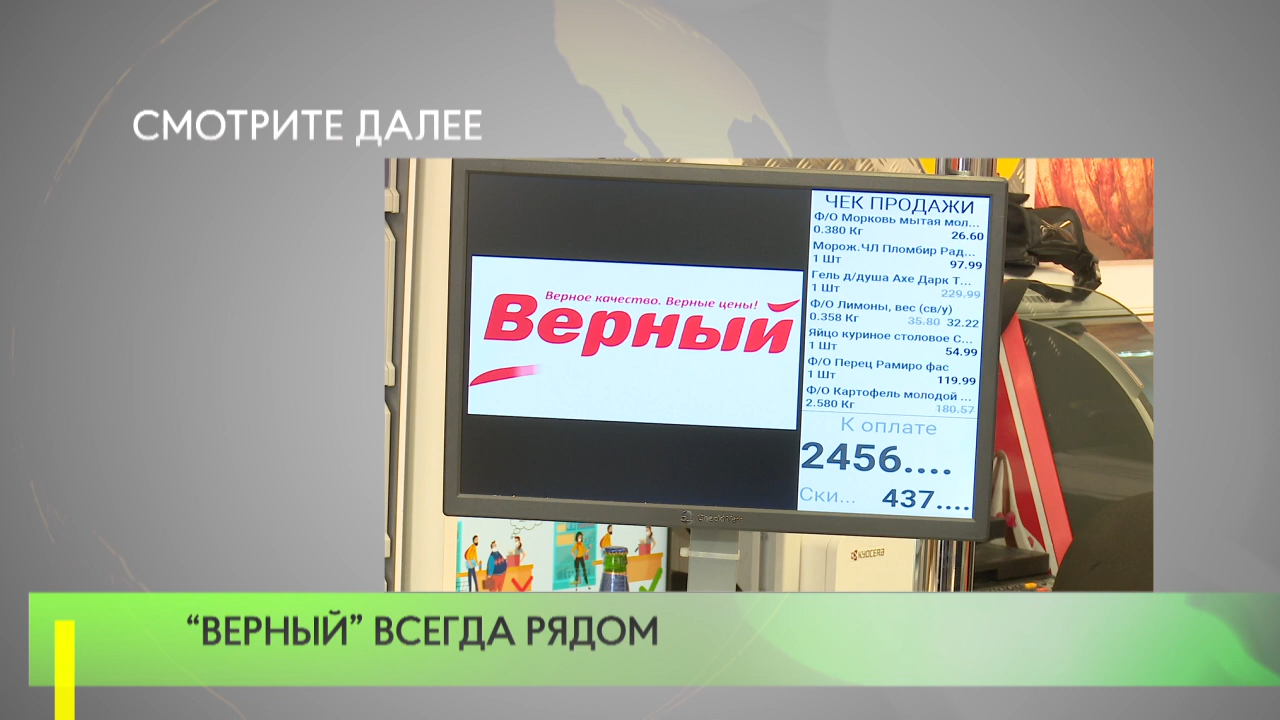 СМОТРИТЕ ДАЛЕЕ
Верное качество. Верные цены!
Верный
ЧЕК ПРОДАЖИ
Ф/О Морковь мытая мол...
0.380 Кг 26.60
Морож.ЧЛ Пломбир Рад...
1 Шт 97.99
Гель д/душа Axe Дарк Т...
1 Шт 229.99
Ф/О Лимоны, вес (св/у)
0.358 Кг 35.80 32.22
Яйцо куриное столовое С...
1 Шт 54.99
Ф/О Перец Рамиро фас
1 Шт 119.99
Ф/О Картофель молодой ...
2.580 Кг 180.57
К оплате
2456....
Ски... 437....
KYOCERA
“ВЕРНЫЙ” ВСЕГДА РЯДОМ